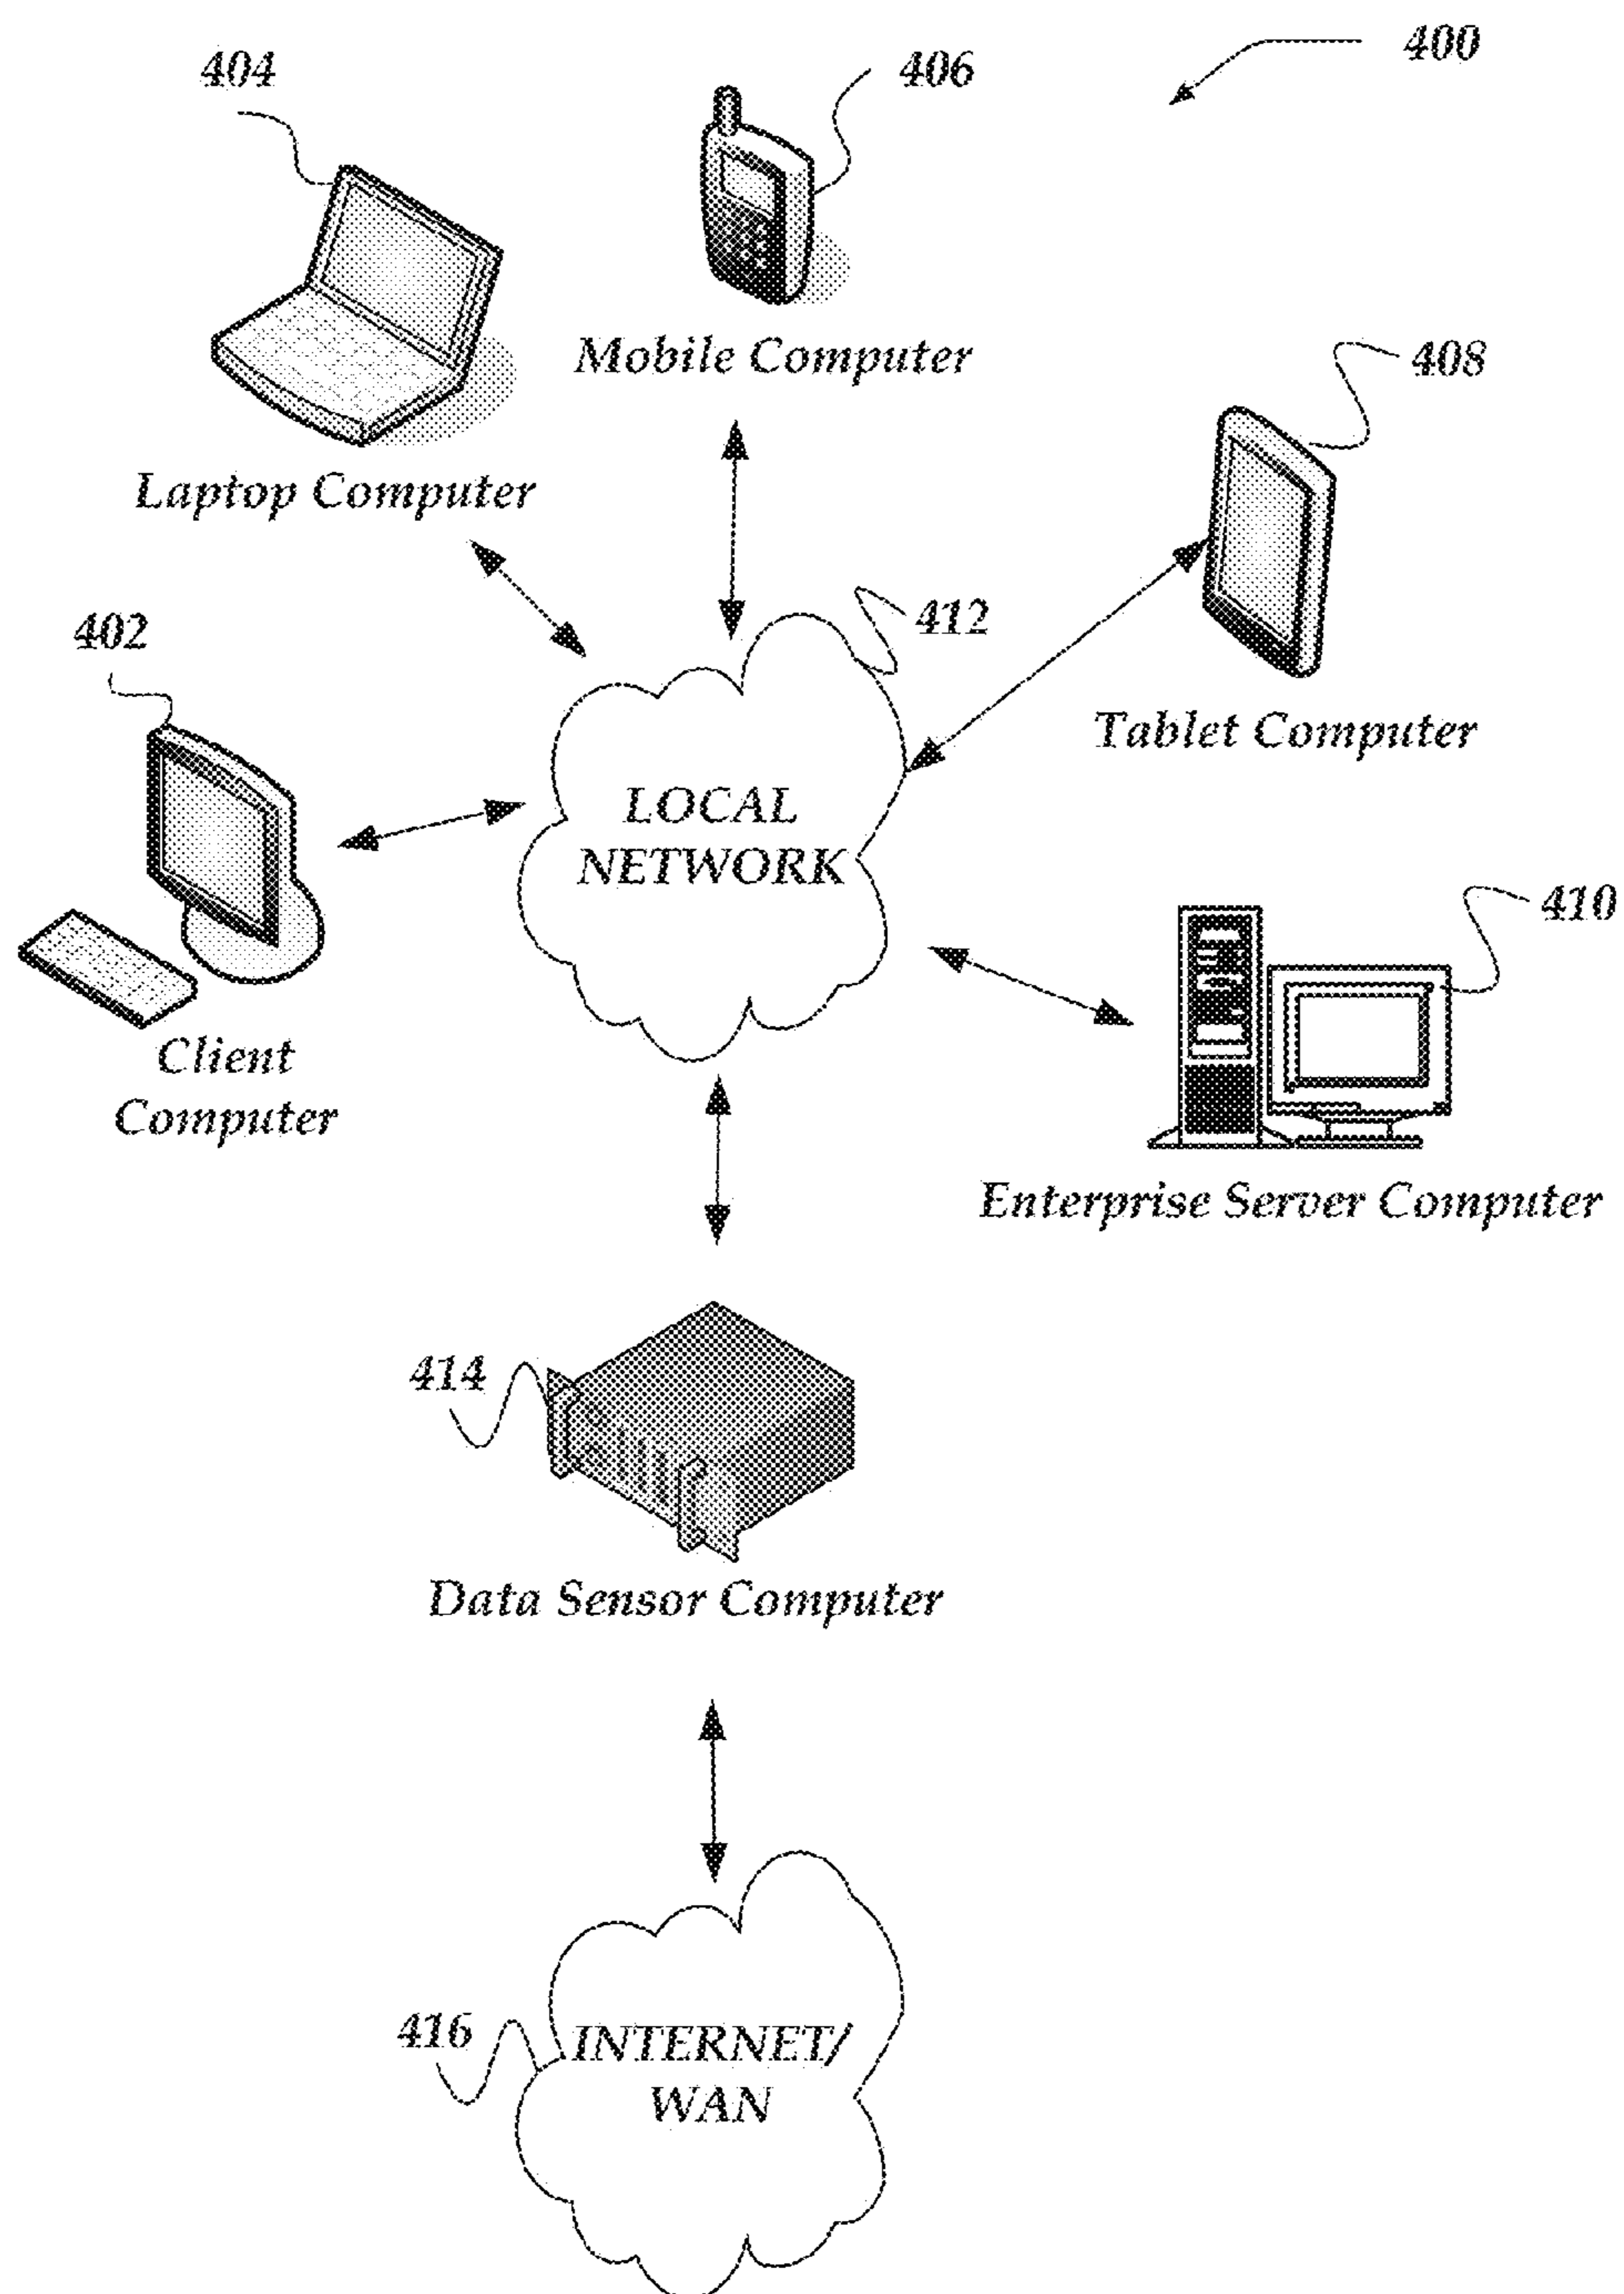 400
404
406
Mobile Computer
408
Laptop Computer
412
402
Tablet Computer
LOCAL
NETWORK
410
Client
Computer
Enterprise Server Computer
414
Data Sensor Computer
416
INTERNET/
WAN